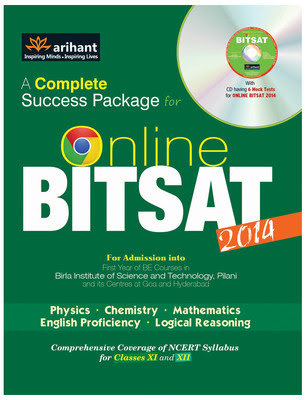 arihant
Inspiring Minds • Inspiring Lives
A Complete
Success Package for
BITSAT
With
CD having 6 Mock Tests
for ONLINE BITSAT 2014
Online
BITSAT
2014
For Admission into
First Year of BE Courses in
Birla Institute of Science and Technology, Pilani
and its Centres at Goa and Hyderabad
Physics • Chemistry • Mathematics
English Proficiency • Logical Reasoning
Comprehensive Coverage of NCERT Syllabus
for Classes XI and XII